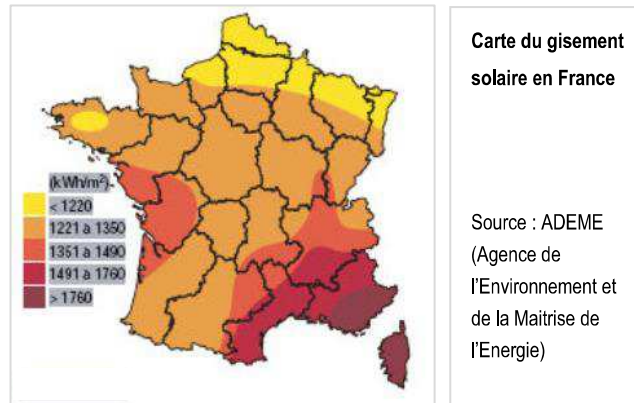 (kWh/m²)
< 1220
1221 à 1350
1351 à 1490
1491 à 1760
> 1760
Carte du gisement
solaire en France
Source : ADEME
(Agence de
l'Environnement et
de la Maitrise de
l'Energie)